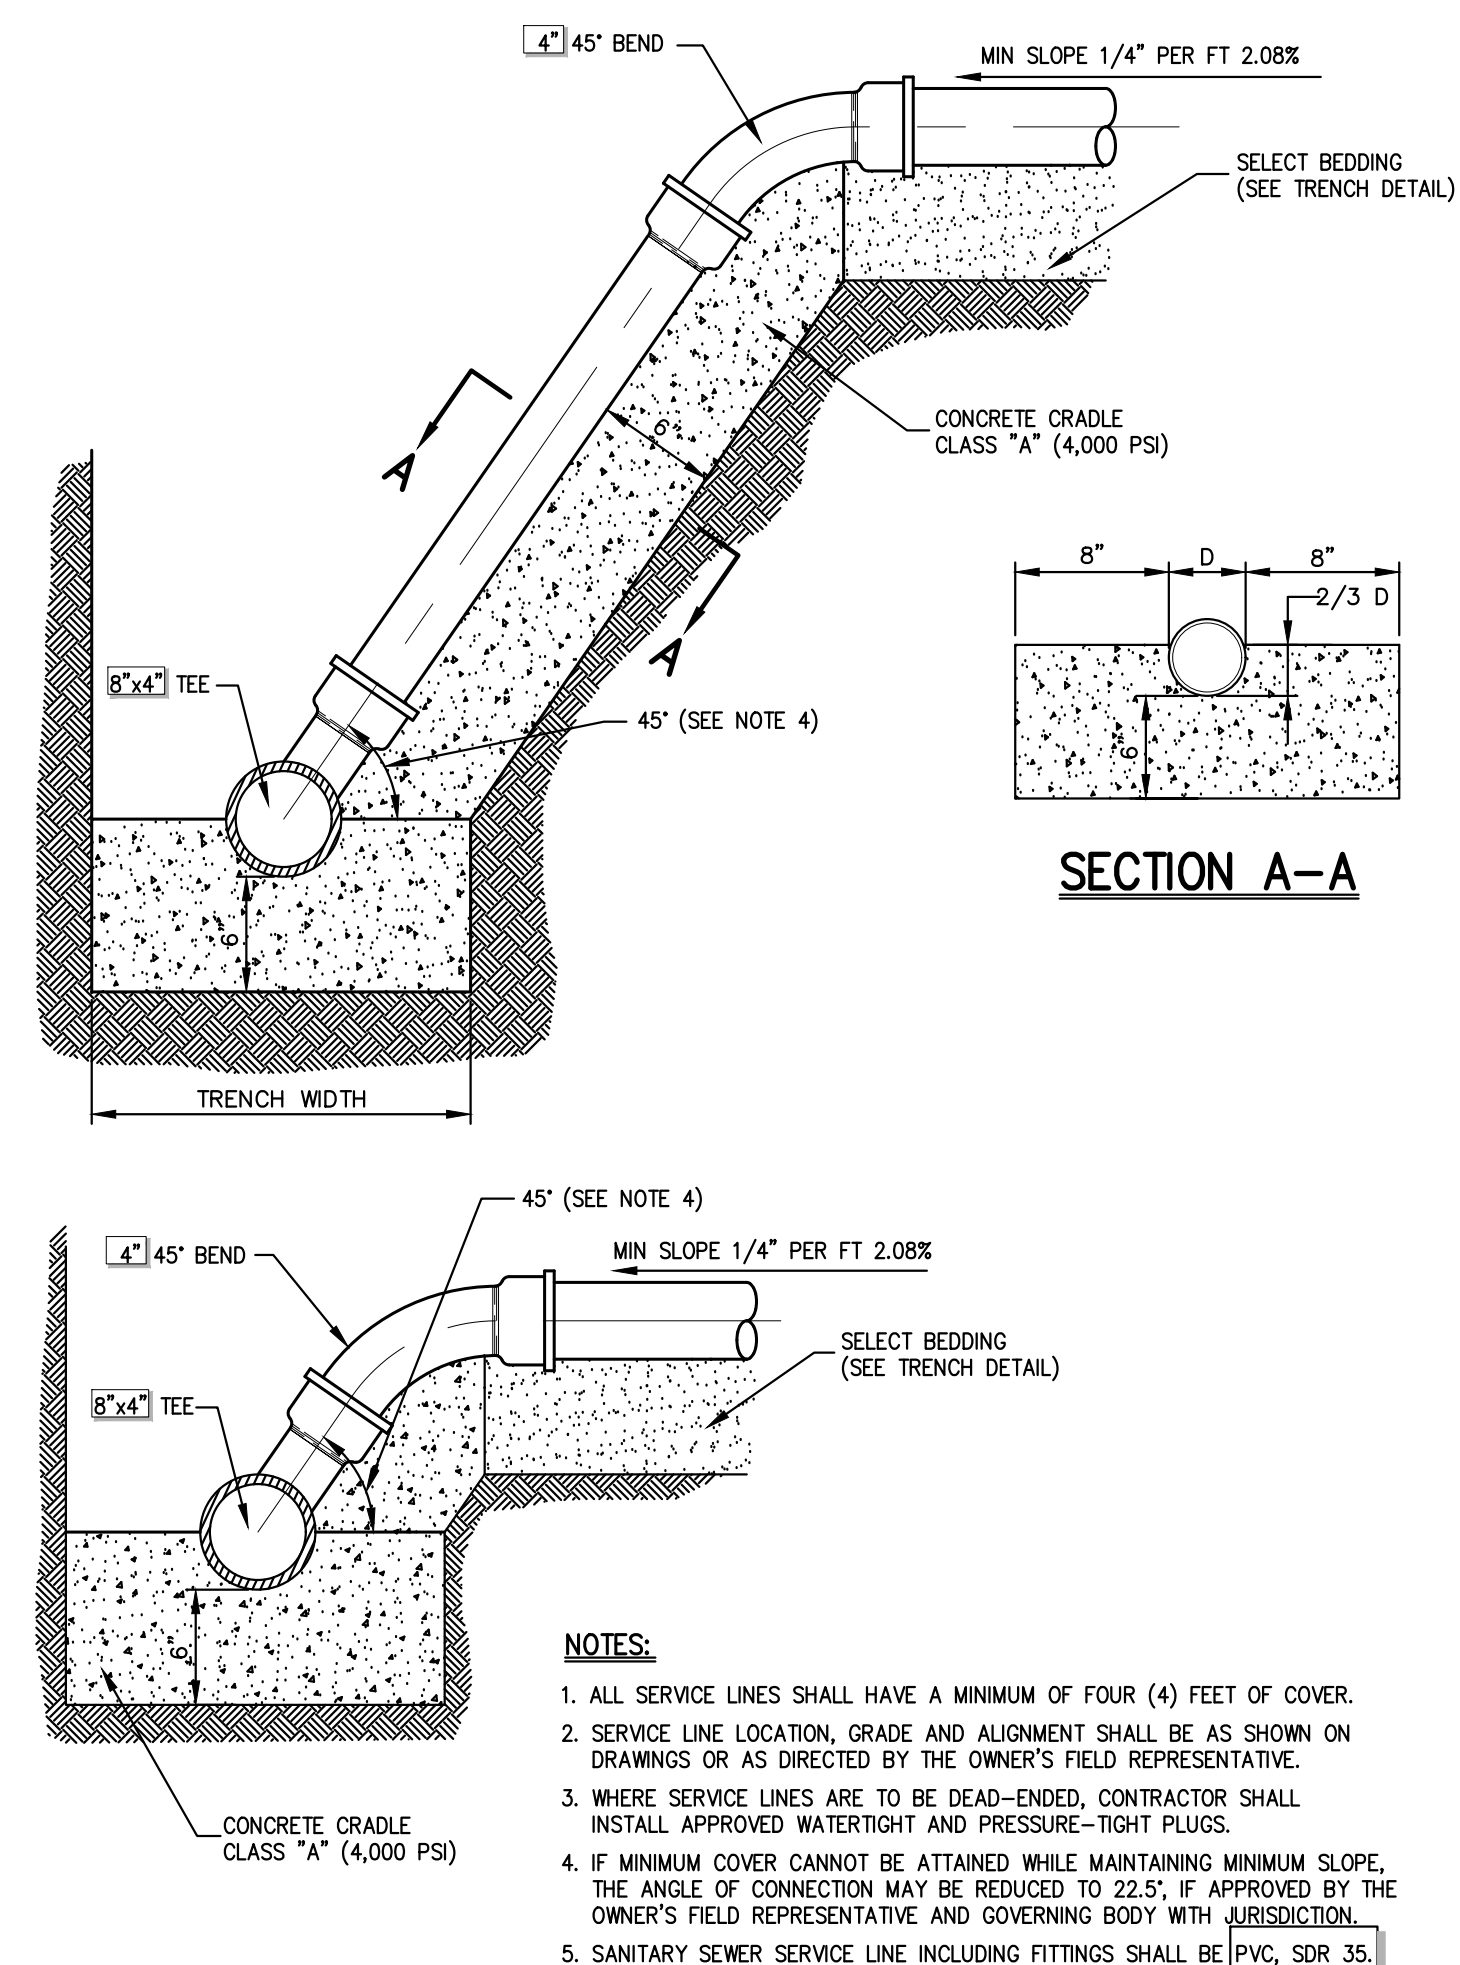 4" 45° BEND
MIN SLOPE 1/4" PER FT 2.08%
SELECT BEDDING
(SEE TRENCH DETAIL)
CONCRETE CRADLE
CLASS "A" (4,000 PSI)
6"
A
A
8"x4" TEE
45° (SEE NOTE 4)
6"
TRENCH WIDTH
8"
D
8"
2/3 D
6"
SECTION A-A
45° (SEE NOTE 4)
4" 45° BEND
MIN SLOPE 1/4" PER FT 2.08%
SELECT BEDDING
(SEE TRENCH DETAIL)
8"x4" TEE
6"
CONCRETE CRADLE
CLASS "A" (4,000 PSI)
NOTES:
1. ALL SERVICE LINES SHALL HAVE A MINIMUM OF FOUR (4) FEET OF COVER.
2. SERVICE LINE LOCATION, GRADE AND ALIGNMENT SHALL BE AS SHOWN ON
DRAWINGS OR AS DIRECTED BY THE OWNER'S FIELD REPRESENTATIVE.
3. WHERE SERVICE LINES ARE TO BE DEAD-ENDED, CONTRACTOR SHALL
INSTALL APPROVED WATERTIGHT AND PRESSURE-TIGHT PLUGS.
4. IF MINIMUM COVER CANNOT BE ATTAINED WHILE MAINTAINING MINIMUM SLOPE,
THE ANGLE OF CONNECTION MAY BE REDUCED TO 22.5°, IF APPROVED BY THE
OWNER'S FIELD REPRESENTATIVE AND GOVERNING BODY WITH JURISDICTION.
5. SANITARY SEWER SERVICE LINE INCLUDING FITTINGS SHALL BE PVC, SDR 35.